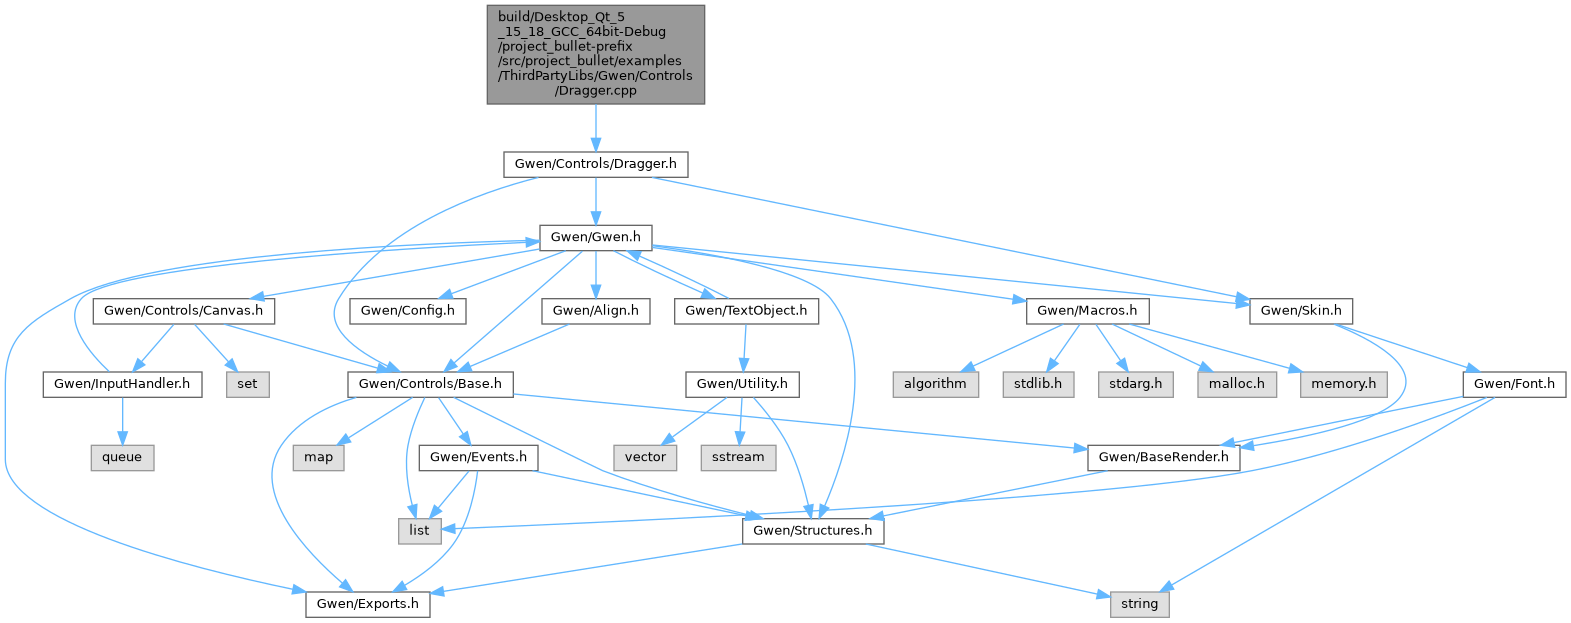 build/Desktop_Qt_5
_15_18_GCC_64bit-Debug
/project_bullet-prefix
/src/project_bullet/examples
/ThirdPartyLibs/Gwen/Controls
/Dragger.cpp
Gwen/Controls/Dragger.h
Gwen/Gwen.h
Gwen/Controls/Canvas.h
Gwen/Config.h
Gwen/Align.h
Gwen/TextObject.h
Gwen/Macros.h
Gwen/Skin.h
Gwen/InputHandler.h
set
Gwen/Controls/Base.h
Gwen/Utility.h
algorithm
stdlib.h
stdarg.h
malloc.h
memory.h
Gwen/Font.h
queue
map
Gwen/Events.h
vector
sstream
Gwen/BaseRender.h
list
Gwen/Structures.h
Gwen/Exports.h
string